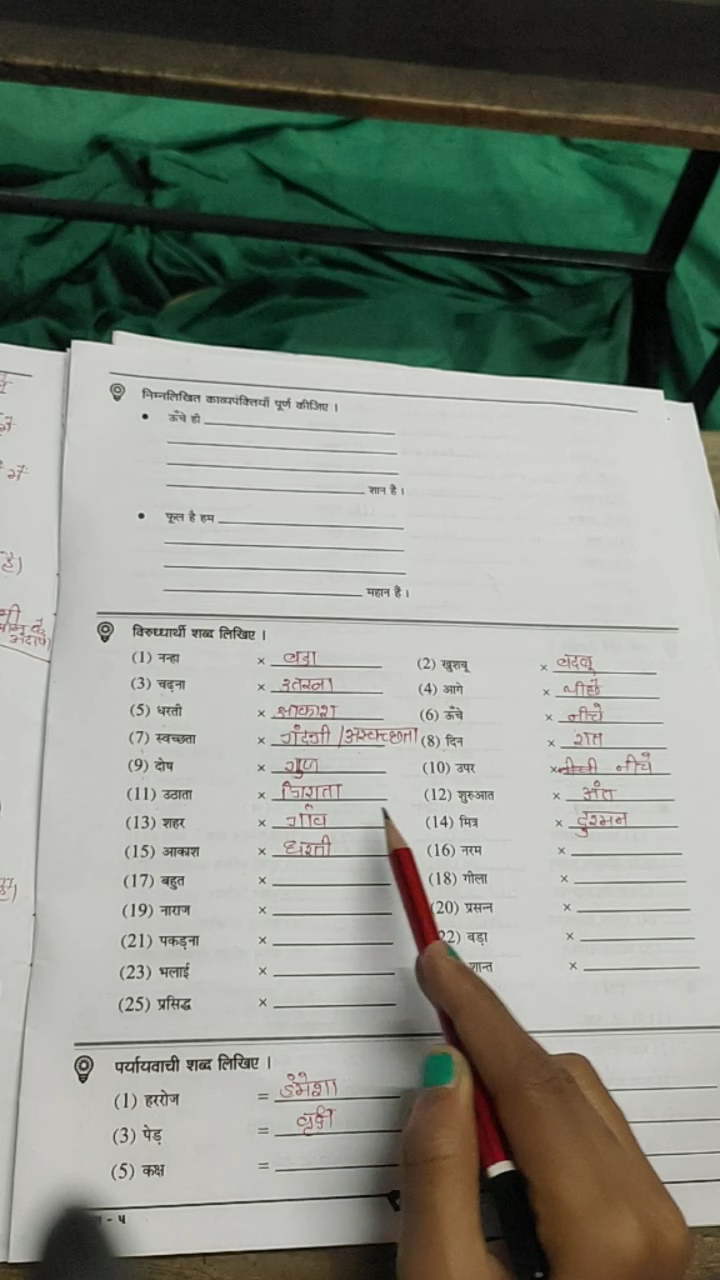 निम्नलिखित काव्यपंक्तियाँ पूर्ण कीजिए ।
• ऊँचे ही
शान है ।
• फूल है हम
महान है ।
विरुध्दार्थी शब्द लिखिए ।
(1) नन्हा × बडा (2) खुशबू × बदबू
(3) चढ़ना × उतरना (4) आगे × पीछे
(5) धरती × आकाश (6) ऊँचे × नीचे
(7) स्वच्छता × गंदगी / अस्वच्छता (8) दिन × रात
(9) दोष × गुण (10) उपर × नीचे
(11) उठाता × गिराता (12) शुरुआत × अंत
(13) शहर × गाँव (14) मित्र × दुश्मन
(15) आकाश × धरती (16) नरम ×
(17) बहुत × (18) गीला ×
(19) नाराज × (20) प्रसन्न ×
(21) पकड़ना × 22) बड़ा ×
(23) भलाई × शान्त ×
(25) प्रसिद्ध ×
पर्यायवाची शब्द लिखिए ।
(1) हररोज = हमेशा
(3) पेड़ = वृक्ष
(5) कक्ष =
- ५